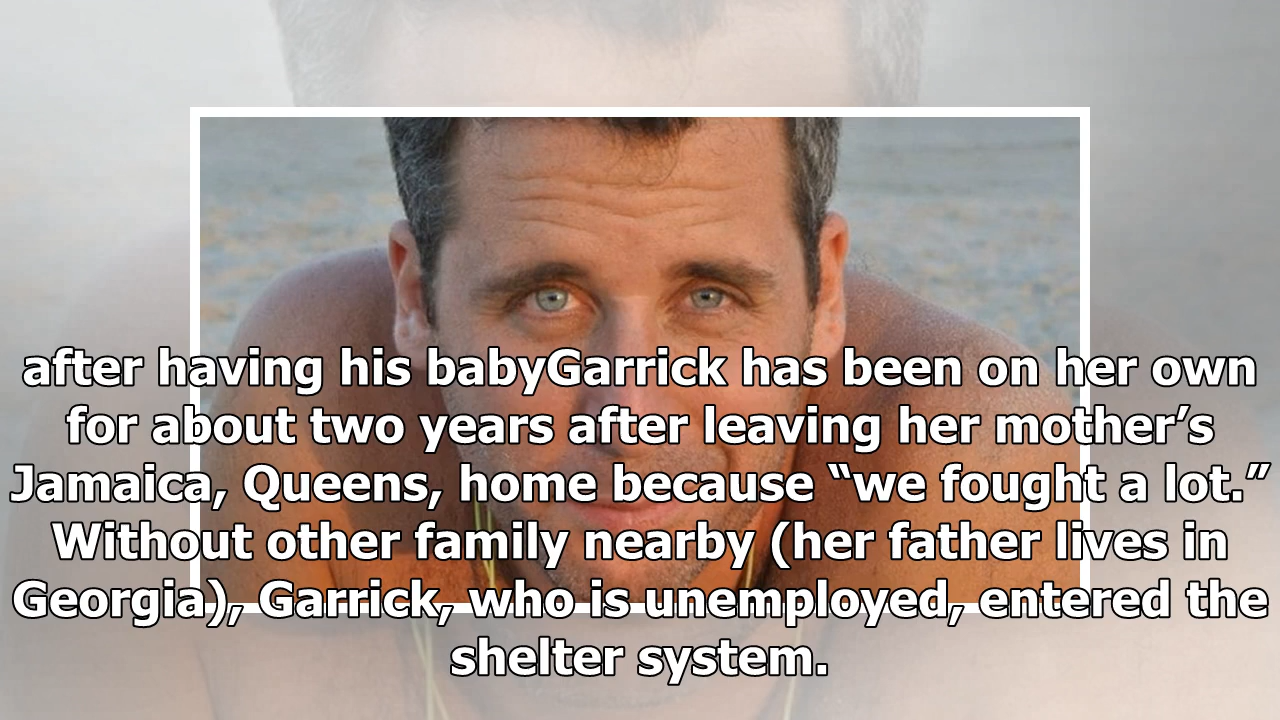 after having his babyGarrick has been on her own
for about two years after leaving her mother’s
Jamaica, Queens, home because “we fought a lot.”
Without other family nearby (her father lives in
Georgia), Garrick, who is unemployed, entered the
shelter system.